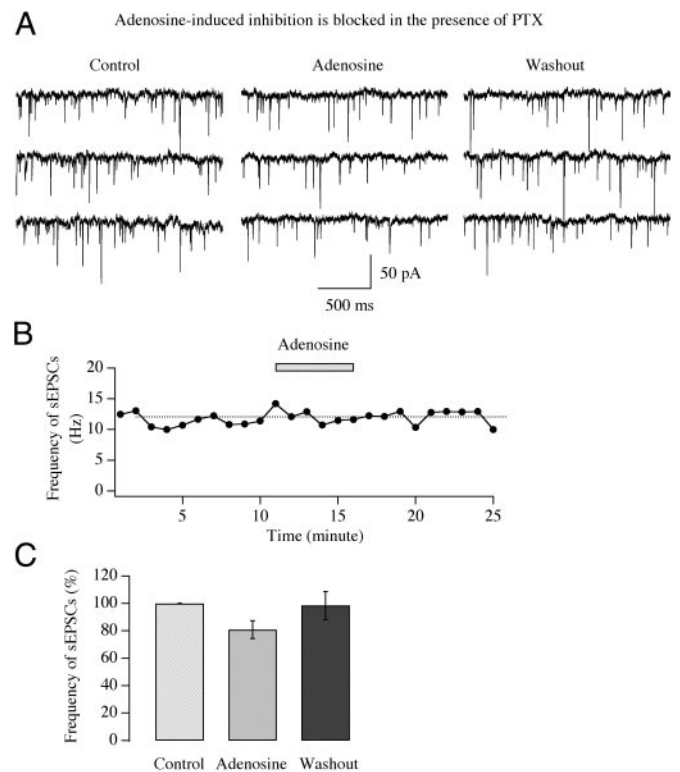 A
Adenosine-induced inhibition is blocked in the presence of PTX
Control
Adenosine
Washout
50 pA
500 ms
B
Adenosine
Frequency of sEPSCs
(Hz)
20
15
10
5
0
5
10
15
20
25
Time (minute)
C
Frequency of sEPSCs (%)
120
100
80
60
40
20
0
Control
Adenosine
Washout